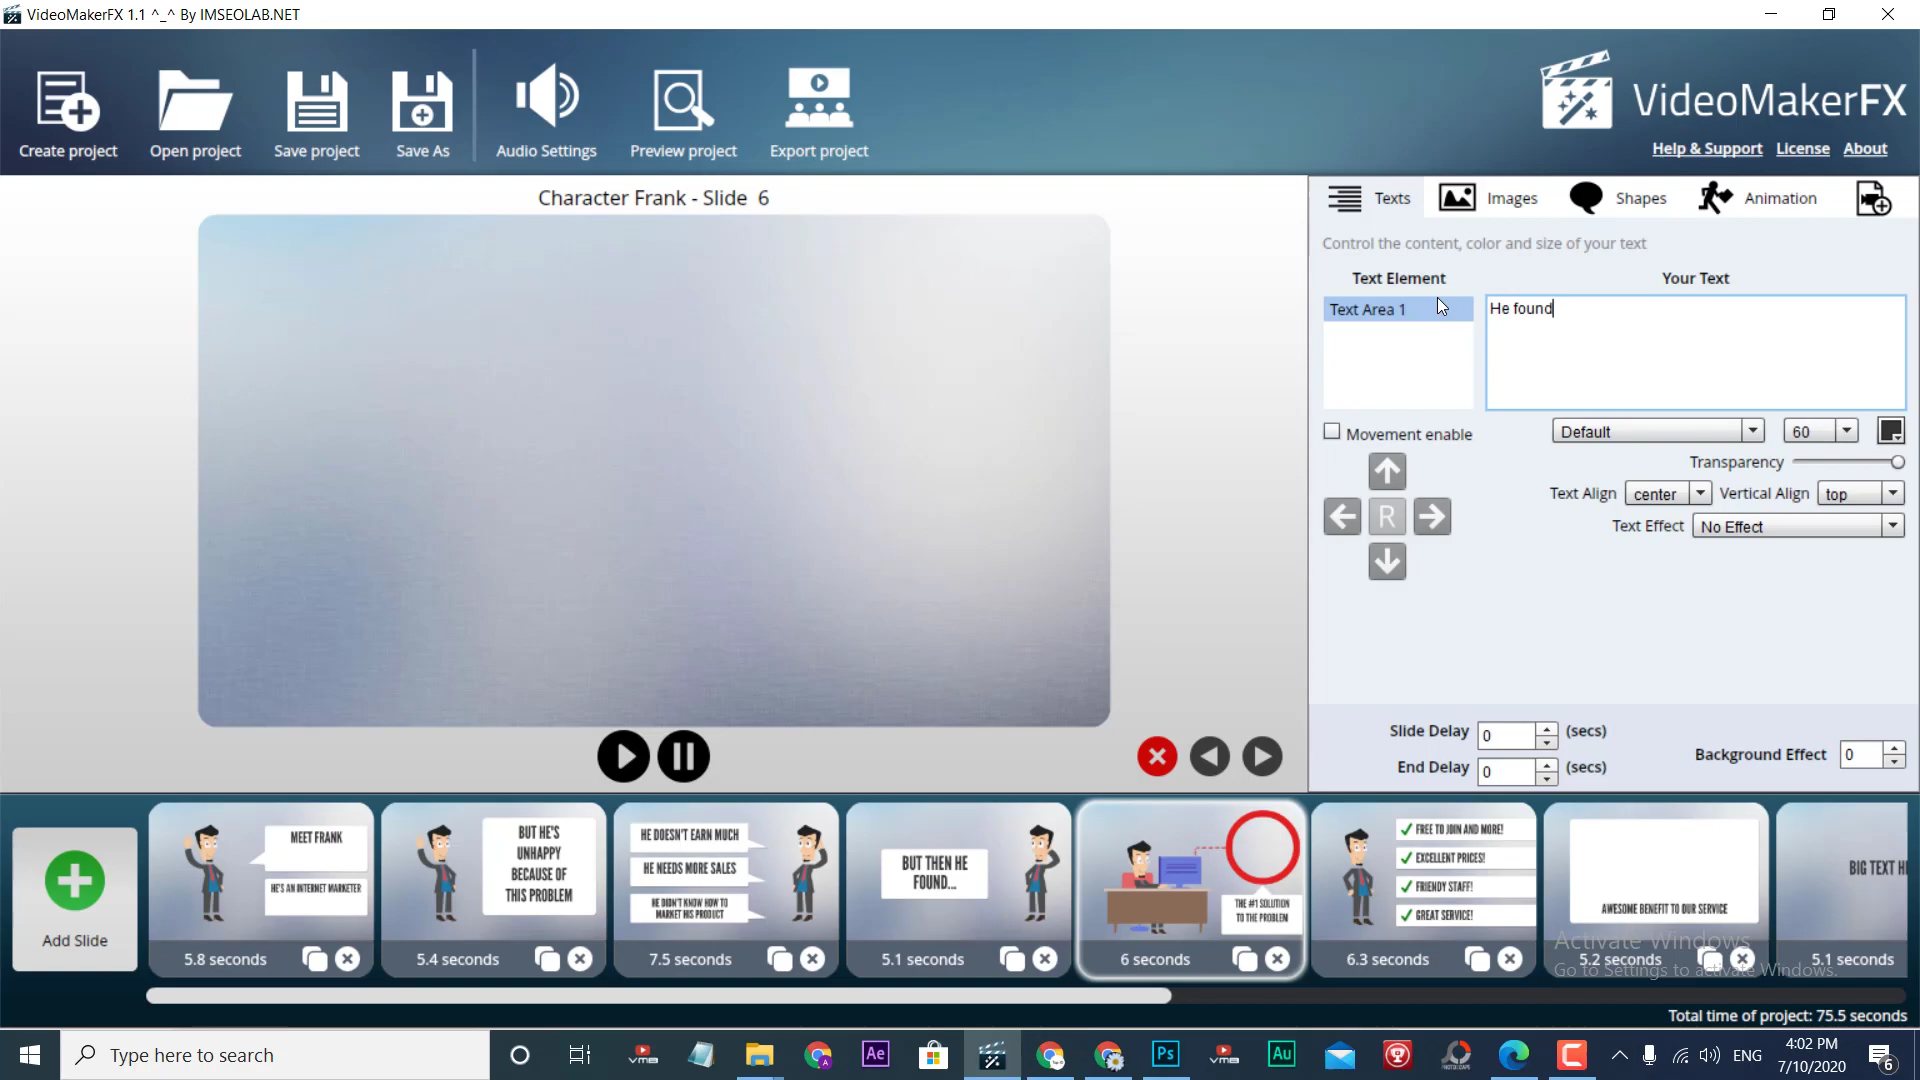 VideoMakerFX 1.1 ^_^ By IMSEOLAB.NET
Create project
Open project
Save project
Save As
Audio Settings
Preview project
Export project
VideoMakerFX
Help & Support
License
About
Character Frank - Slide 6
Texts
Images
Shapes
Animation
Control the content, color and size of your text
Text Element
Your Text
Text Area 1
He found
Movement enable
Default
60
R
Transparency
Text Align
center
Vertical Align
top
Text Effect
No Effect
Slide Delay
0
(secs)
End Delay
0
(secs)
Background Effect
0
Add Slide
MEET FRANK
HE'S AN INTERNET MARKETER
5.8 seconds
BUT HE'S
UNHAPPY
BECAUSE OF
THIS PROBLEM
5.4 seconds
HE DOESN'T EARN MUCH
HE NEEDS MORE SALES
HE DIDN'T KNOW HOW TO
MARKET HIS PRODUCT
7.5 seconds
BUT THEN HE
FOUND...
5.1 seconds
THE #1 SOLUTION
TO THE PROBLEM
6 seconds
FREE TO JOIN AND MORE!
EXCELLENT PRICES!
FRIENDY STAFF!
GREAT SERVICE!
6.3 seconds
AWESOME BENEFIT TO OUR SERVICE
5.2 seconds
BIG TEXT H
5.1 seconds
Activate Windows
Go to Settings to activate Windows.
Total time of project: 75.5 seconds
Type here to search
Ae
Ps
Au
ENG
4:02 PM
7/10/2020
6